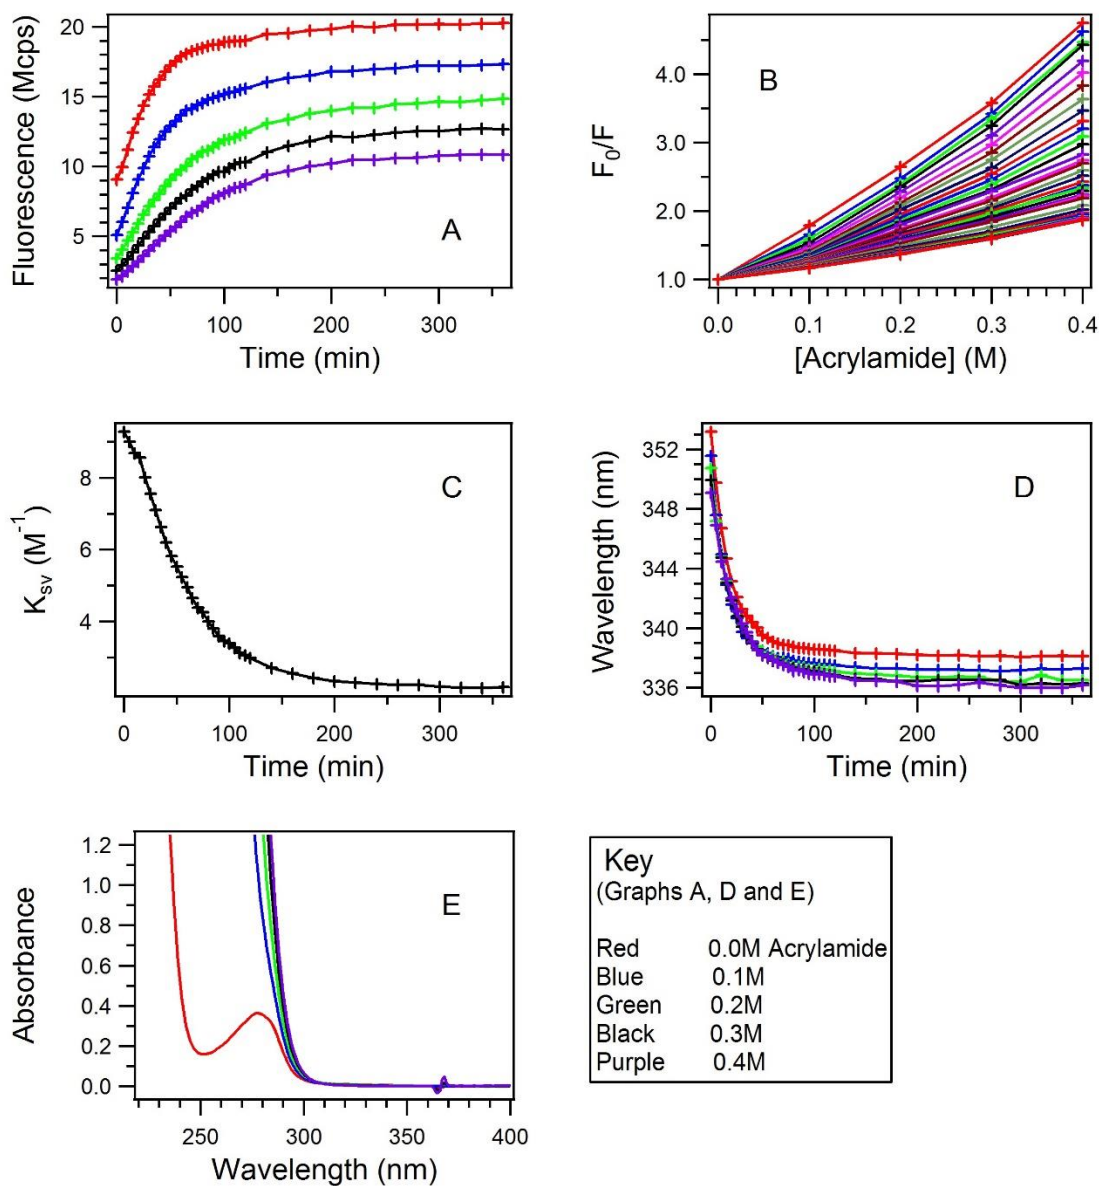 20
15
10
5
Fluorescence (Mcps)
A
0
100
200
300
Time (min)
4.0
3.0
2.0
1.0
F0/F
B
0.0
0.1
0.2
0.3
0.4
[Acrylamide] (M)
8
6
4
Ksv (M-1)
C
0
100
200
300
Time (min)
352
348
344
340
336
Wavelength (nm)
D
0
100
200
300
Time (min)
1.2
1.0
0.8
0.6
0.4
0.2
0.0
Absorbance
E
250
300
350
400
Wavelength (nm)
Key
(Graphs A, D and E)
Red 0.0M Acrylamide
Blue 0.1M
Green 0.2M
Black 0.3M
Purple 0.4M